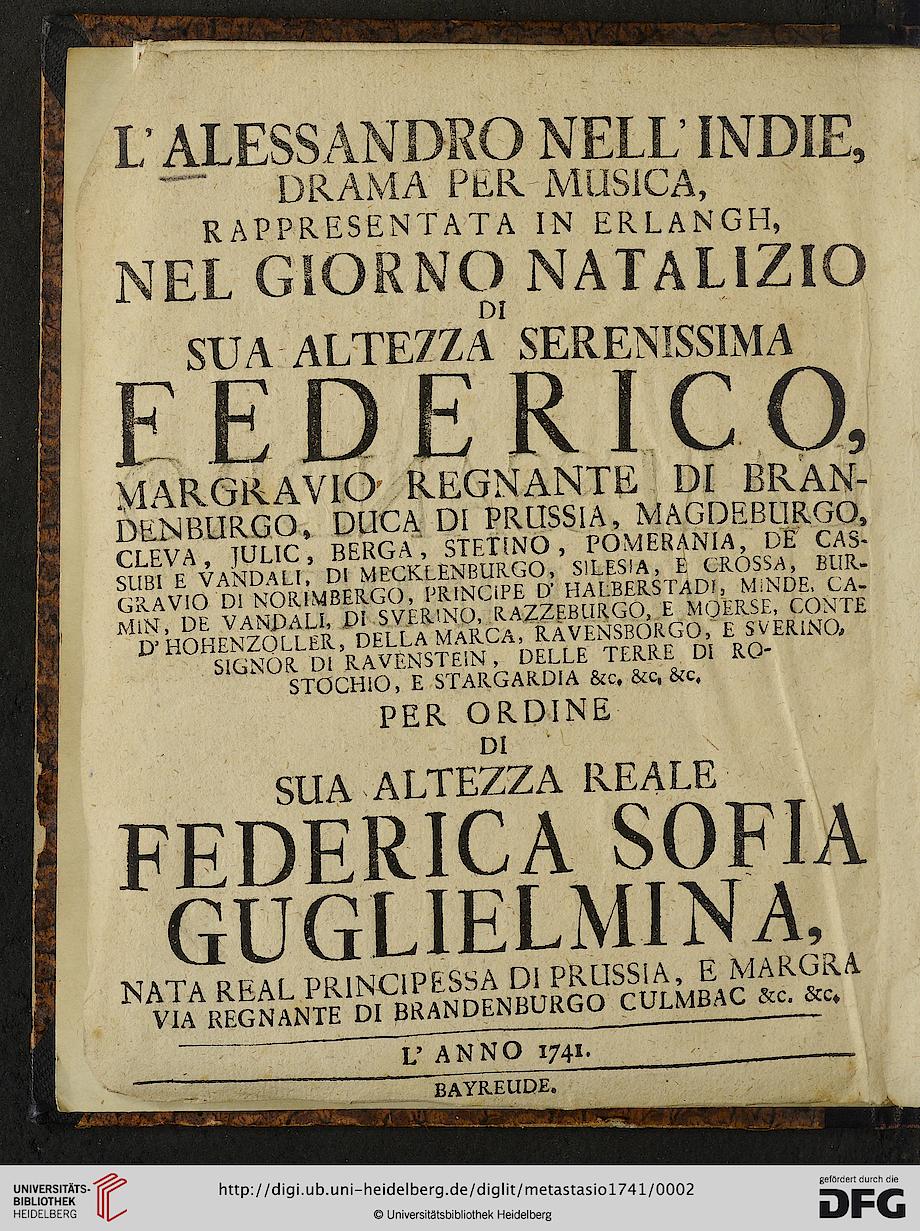 L' ALESSANDRO NELL' INDIE,
DRAMA PER MUSICA,
RAPPRESENTATA IN ERLANGH,
NEL GIORNO NATALIZIO
DI
SUA ALTEZZA SERENISSIMA
FEDERICO,
MARGRAVIO REGNANTE DI BRAN-
DENBURGO, DUCA DI PRUSSIA, MAGDEBURGO,
CLEVA, JULIC, BERGA, STETINO, POMERANIA, DE CAS-
SUBI E VANDALI, DI MECKLENBURGO, SILESIA, E CROSSA, BUR-
GRAVIO DI NORIMBERGO, PRINCIPE D' HALBERSTADI, MINDE, CA-
MIN, DE VANDALI, DI SVERINO, RAZZEBURGO, E MOERSE, CONTE
D' HOHENZOLLER, DELLA MARCA, RAVENSBORGO, E SVERINO,
SIGNOR DI RAVENSTEIN, DELLE TERRE DI RO-
STOCHIO, E STARGARDIA &c. &c, &c.
PER ORDINE
DI
SUA ALTEZZA REALE
FEDERICA SOFIA
GUGLIELMINA,
NATA REAL PRINCIPESSA DI PRUSSIA, E MARGRA
VIA REGNANTE DI BRANDENBURGO CULMBAC &c. &c.
L' ANNO 1741.
BAYREUDE.
UNIVERSITÄTS-
BIBLIOTHEK
HEIDELBERG
http://digi.ub.uni-heidelberg.de/diglit/metastasio1741/0002
© Universitätsbibliothek Heidelberg
gefördert durch die
DFG